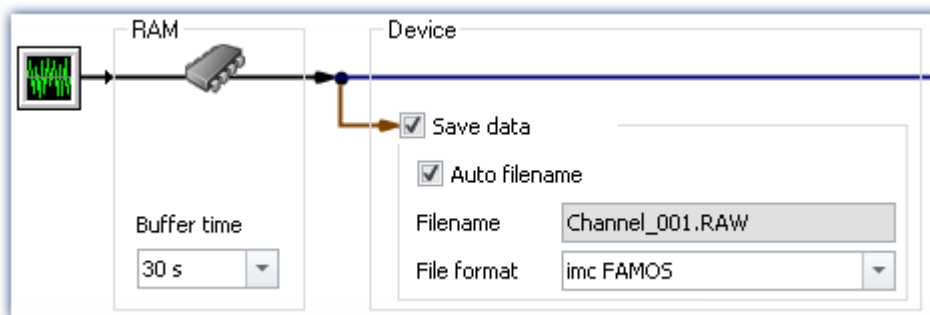 RAM
Device
Save data
Auto filename
Buffer time
Filename
Channel_001.RAW
30 s
File format
imc FAMOS